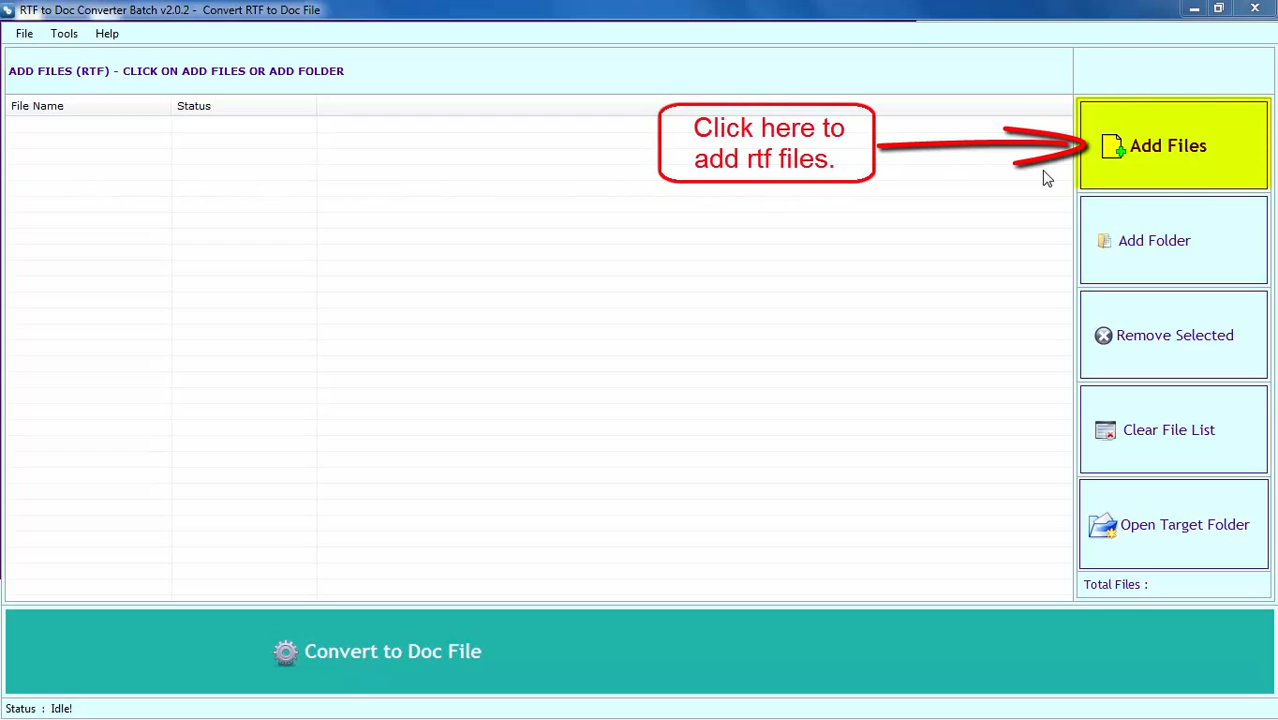 RTF to Doc Converter Batch v2.0.2 - Convert RTF to Doc File
File Tools Help
ADD FILES (RTF) - CLICK ON ADD FILES OR ADD FOLDER
File Name Status
Click here to
add rtf files.
Add Files
Add Folder
Remove Selected
Clear File List
Open Target Folder
Total Files :
Convert to Doc File
Status : Idle!